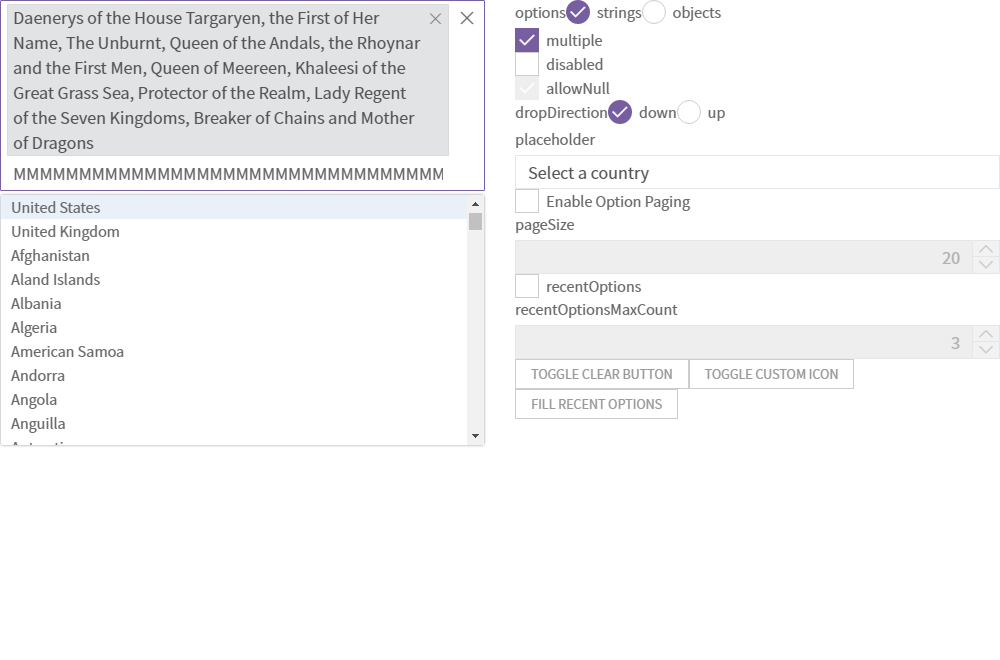 Daenerys of the House Targaryen, the First of Her
Name, The Unburnt, Queen of the Andals, the Rhoynar
and the First Men, Queen of Meereen, Khaleesi of the
Great Grass Sea, Protector of the Realm, Lady Regent
of the Seven Kingdoms, Breaker of Chains and Mother
of Dragons
MMMMMMMMMMMMMMMMMMMMMMMMMMMMMMMMM
United States
United Kingdom
Afghanistan
Aland Islands
Albania
Algeria
American Samoa
Andorra
Angola
Anguilla
options strings objects
multiple
disabled
allowNull
dropDirection down up
placeholder
Select a country
Enable Option Paging
pageSize
20
recentOptions
recentOptionsMaxCount
3
TOGGLE CLEAR BUTTON TOGGLE CUSTOM ICON
FILL RECENT OPTIONS